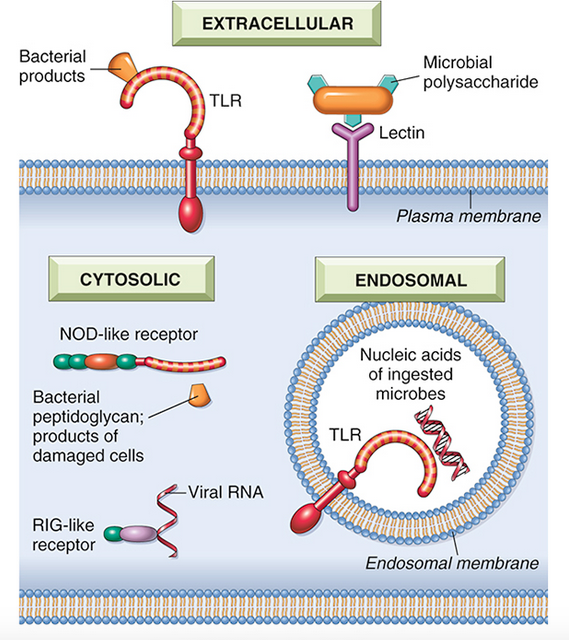 EXTRACELLULAR
Bacterial
products
TLR
Microbial
polysaccharide
Lectin
Plasma membrane
CYTOSOLIC
NOD-like receptor
Bacterial
peptidoglycan;
products of
damaged cells
Viral RNA
RIG-like
receptor
ENDOSOMAL
Nucleic acids
of ingested
microbes
TLR
Endosomal membrane